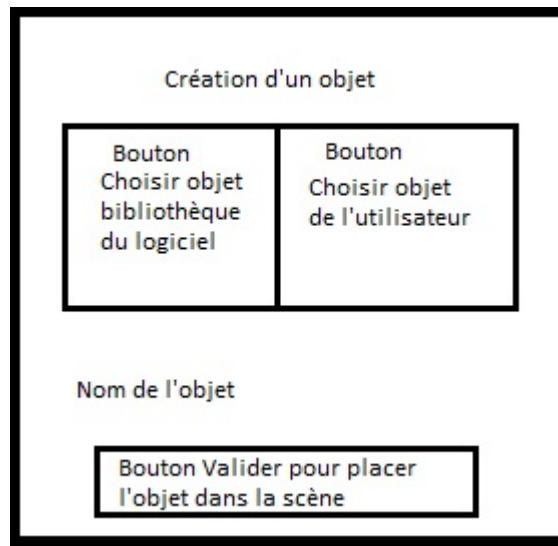 Création d'un objet
Bouton
Choisir objet
bibliothèque
du logiciel
Bouton
Choisir objet
de l'utilisateur
Nom de l'objet
Bouton Valider pour placer
l'objet dans la scène